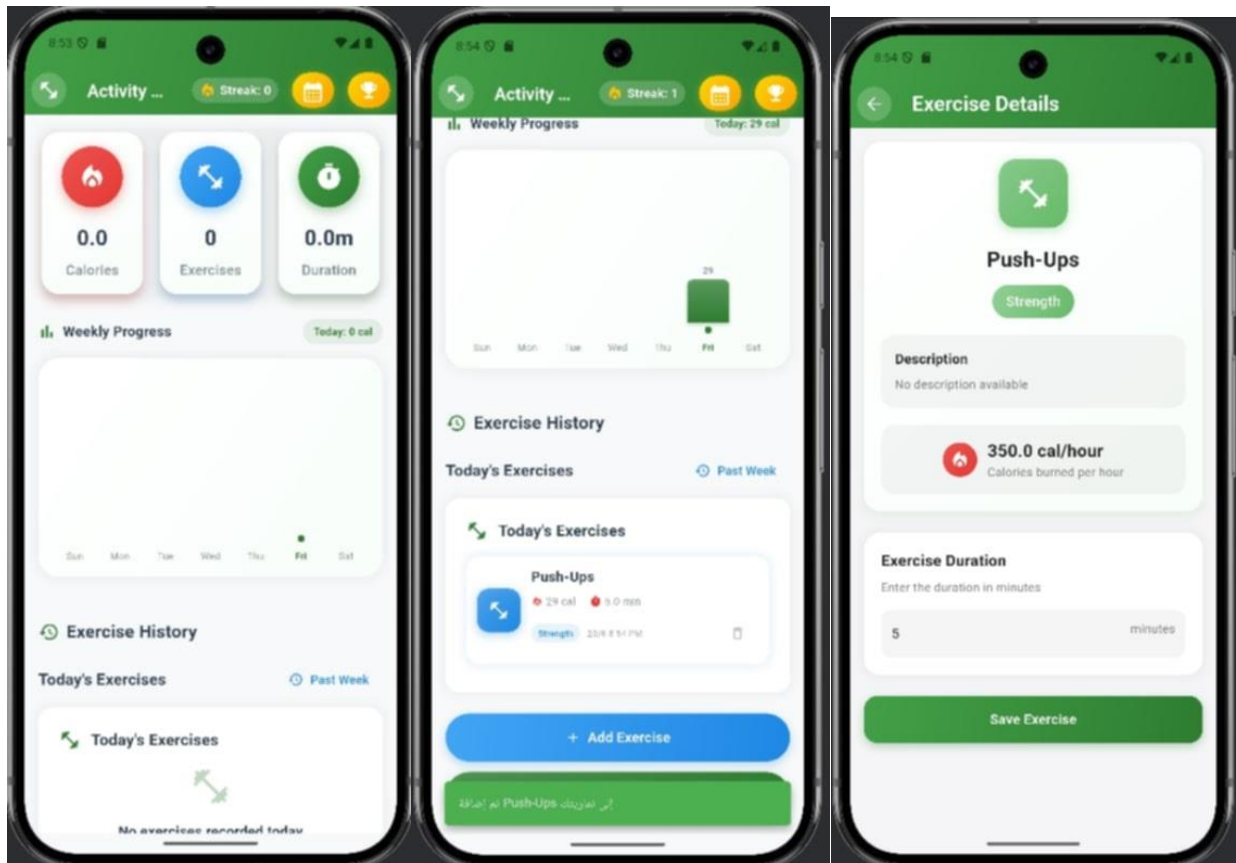 8:53
Activity ...
Streak: 0
0.0
Calories
0
Exercises
0.0m
Duration
Weekly Progress
Today: 0 cal
Sun Mon Tue Wed Thu Fri Sat
Exercise History
Today's Exercises
Past Week
Today's Exercises
No exercises recorded today
8:54
Activity ...
Streak: 1
Weekly Progress
Today: 29 cal
29
Sun Mon Tue Wed Thu Fri Sat
Exercise History
Today's Exercises
Past Week
Today's Exercises
Push-Ups
29 cal 5.0 min
Strength
+ Add Exercise
تم إضافة Push-Ups إلى تمارينك
8:54
Exercise Details
Push-Ups
Strength
Description
No description available
350.0 cal/hour
Calories burned per hour
Exercise Duration
Enter the duration in minutes
5 minutes
Save Exercise